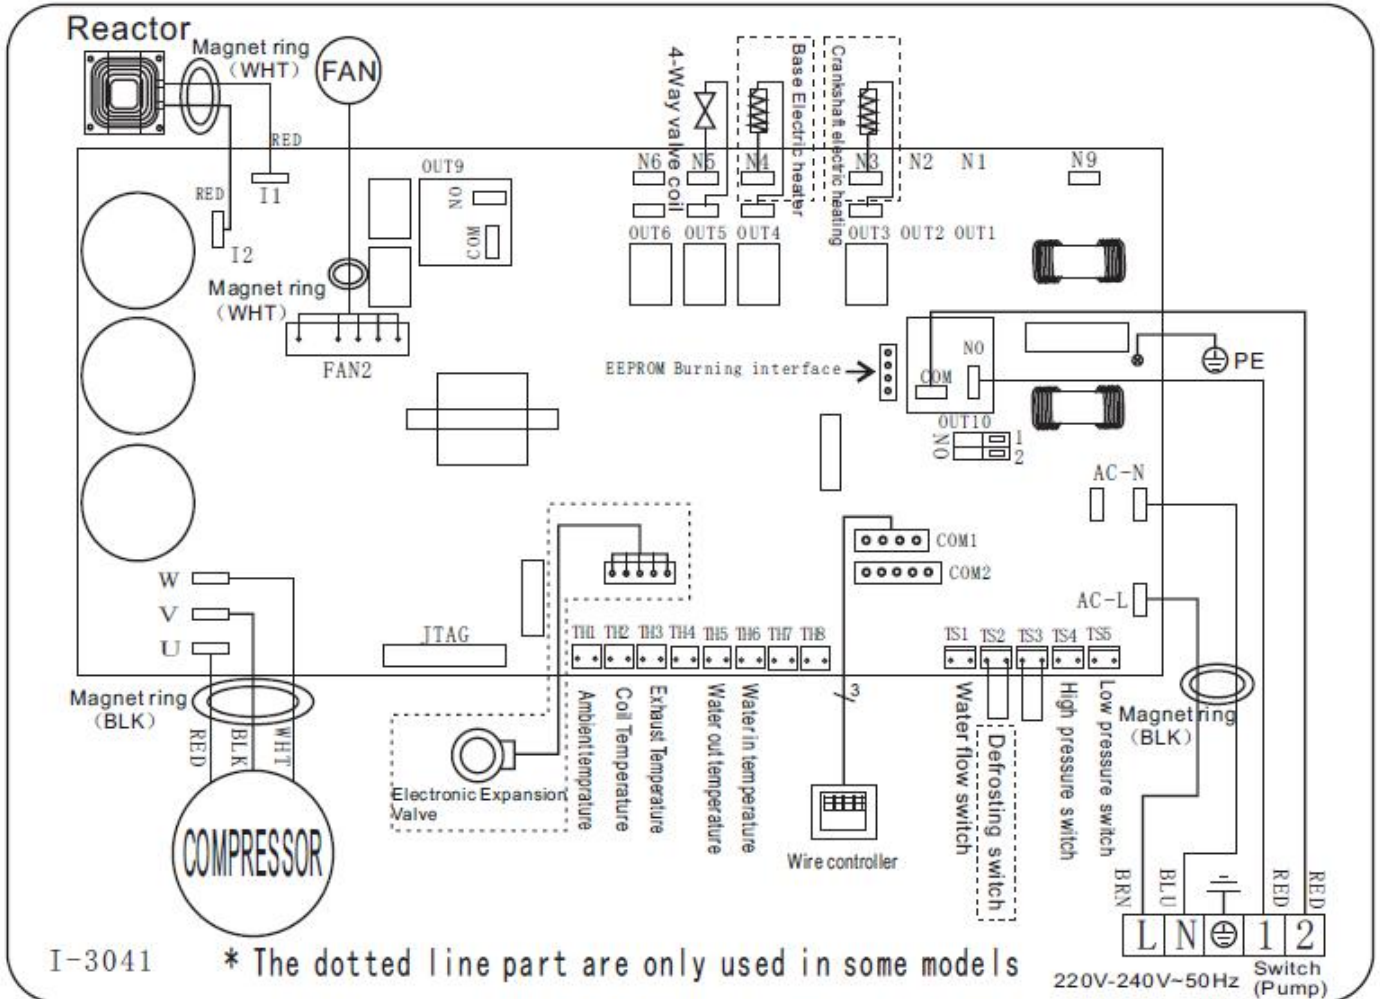 Reactor
Magnet ring
(WHT)
FAN
RED
RED
I1
I2
Magnet ring
(WHT)
FAN2
OUT9
NO
COM
4-Way valve coil
Base Electric heater
Crankshaft electric heating
N6
N5
N4
N3
N2
N1
N9
OUT6
OUT5
OUT4
OUT3
OUT2
OUT1
EEPROM Burning interface
NO
COM
OUT10
NO
1
2
PE
AC-N
AC-L
COM1
COM2
W
V
U
JTAG
TH1
TH2
TH3
TH4
TH5
TH6
TH7
TH8
TS1
TS2
TS3
TS4
TS5
Magnet ring
(BLK)
RED
BLK
WHT
COMPRESSOR
Electronic Expansion
Valve
Ambient temprature
Coil Temperature
Exhaust Temperature
Water out temperature
Water in temperature
3
Wire controller
Water flow switch
Defrosting switch
High pressure switch
Low pressure switch
Magnet ring
(BLK)
BRN
BLU
RED
RED
L
N
1
2
220V-240V~50Hz
Switch
(Pump)
I-3041
* The dotted line part are only used in some models